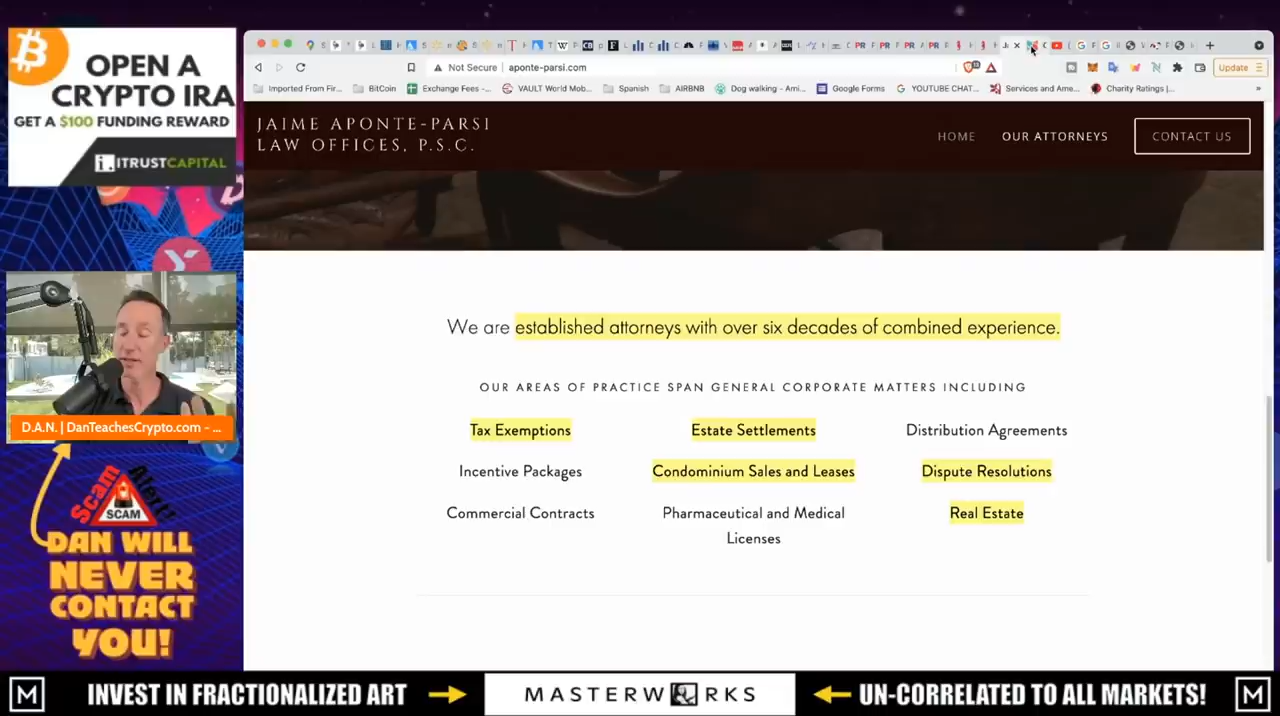 OPEN A
CRYPTO IRA
GET A $100 FUNDING REWARD
ITRUSTCAPITAL
D.A.N. | DanTeachesCrypto.com - ...
Scam
Alert!
SCAM
DAN WILL
NEVER
CONTACT
YOU!
Not Secure | aponte-parsi.com
Update
Imported From Fir...
BitCoin
Exchange Fees -...
VAULT World Mob...
Spanish
AIRBNB
Dog walking - Ami...
Google Forms
YOUTUBE CHAT...
Services and Ame...
Charity Ratings |...
»
JAIME APONTE-PARSI
LAW OFFICES, P.S.C.
HOME
OUR ATTORNEYS
CONTACT US
We are established attorneys with over six decades of combined experience.
OUR AREAS OF PRACTICE SPAN GENERAL CORPORATE MATTERS INCLUDING
Tax Exemptions
Estate Settlements
Distribution Agreements
Incentive Packages
Condominium Sales and Leases
Dispute Resolutions
Commercial Contracts
Pharmaceutical and Medical
Licenses
Real Estate
M INVEST IN FRACTIONALIZED ART MASTERWORKS UN-CORRELATED TO ALL MARKETS! M